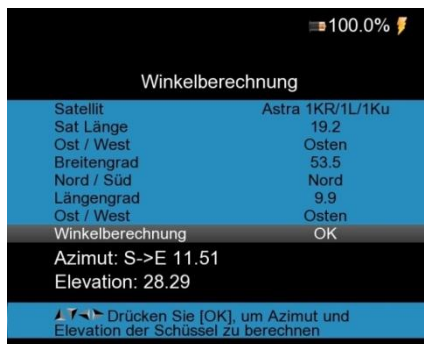 100.0%
Winkelberechnung
Satellit Astra 1KR/1L/1Ku
Sat Länge 19.2
Ost / West Osten
Breitengrad 53.5
Nord / Süd Nord
Längengrad 9.9
Ost / West Osten
Winkelberechnung OK
Azimut: S->E 11.51
Elevation: 28.29
Drücken Sie [OK], um Azimut und
Elevation der Schüssel zu berechnen